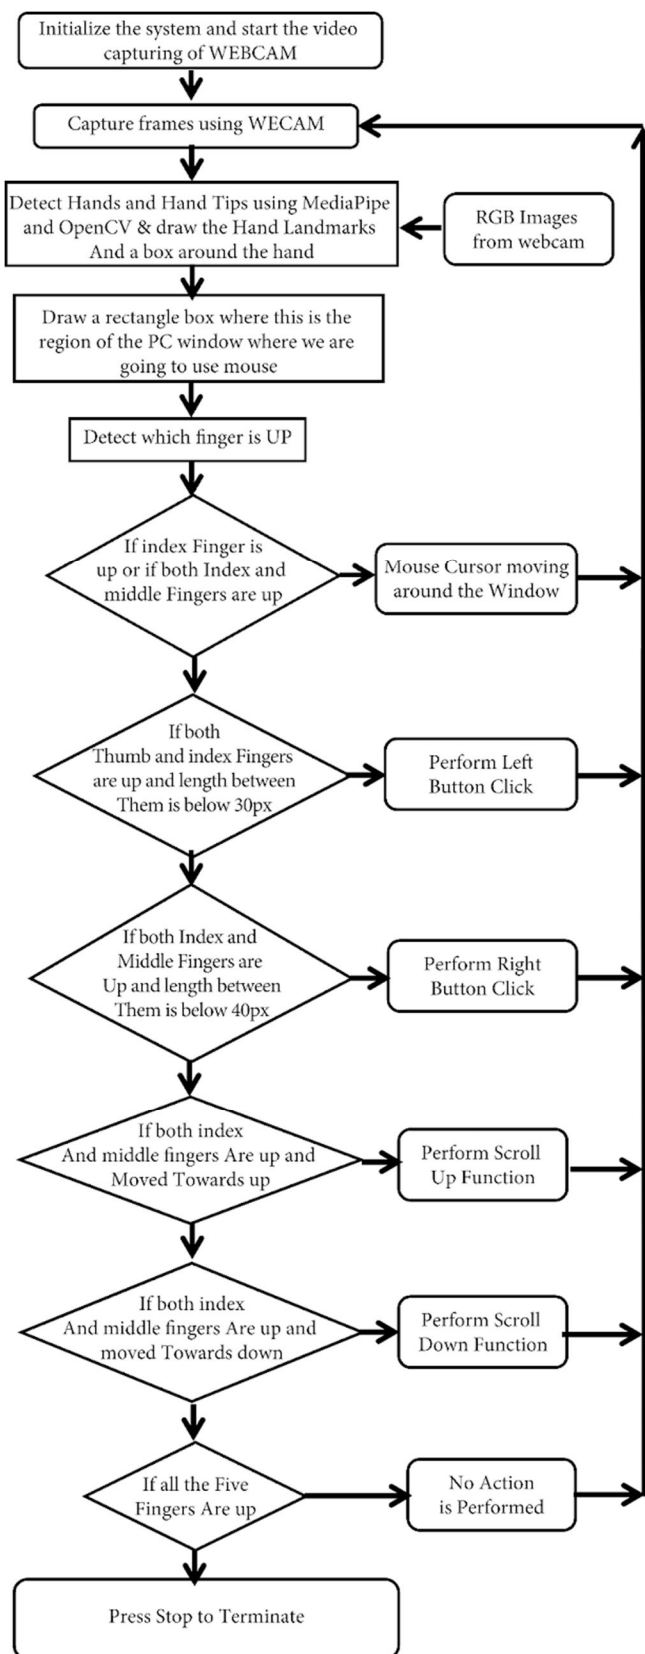 Initialize the system and start the video
capturing of WEBCAM
Capture frames using WECAM
Detect Hands and Hand Tips using MediaPipe
and OpenCV & draw the Hand Landmarks
And a box around the hand
RGB Images
from webcam
Draw a rectangle box where this is the
region of the PC window where we are
going to use mouse
Detect which finger is UP
If index Finger is
up or if both Index and
middle Fingers are up
Mouse Cursor moving
around the Window
If both
Thumb and index Fingers
are up and length between
Them is below 30px
Perform Left
Button Click
If both Index and
Middle Fingers are
Up and length between
Them is below 40px
Perform Right
Button Click
If both index
And middle fingers Are up and
Moved Towards up
Perform Scroll
Up Function
If both index
And middle fingers Are up and
moved Towards down
Perform Scroll
Down Function
If all the Five
Fingers Are up
No Action
is Performed
Press Stop to Terminate